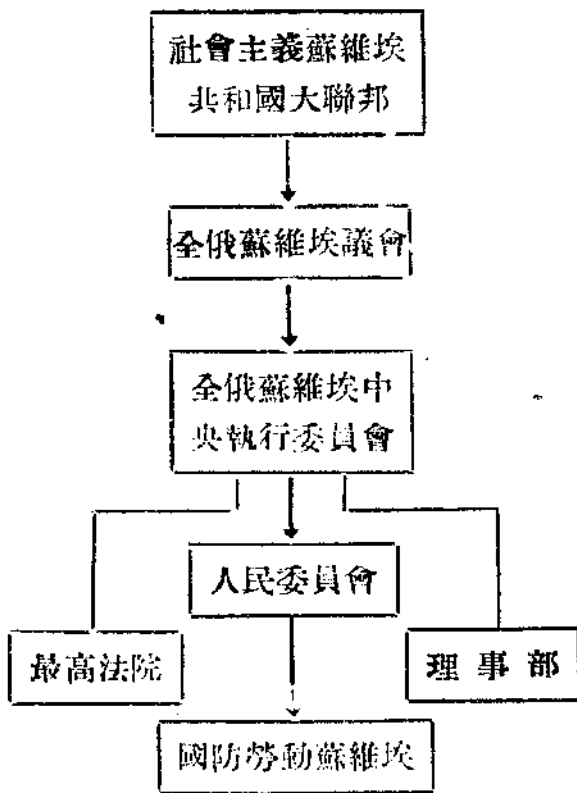 社會主義蘇維埃
共和國大聯邦
全俄蘇維埃議會
全俄蘇維埃中
央執行委員會
人民委員會
最高法院
理事部
國防勞動蘇維埃